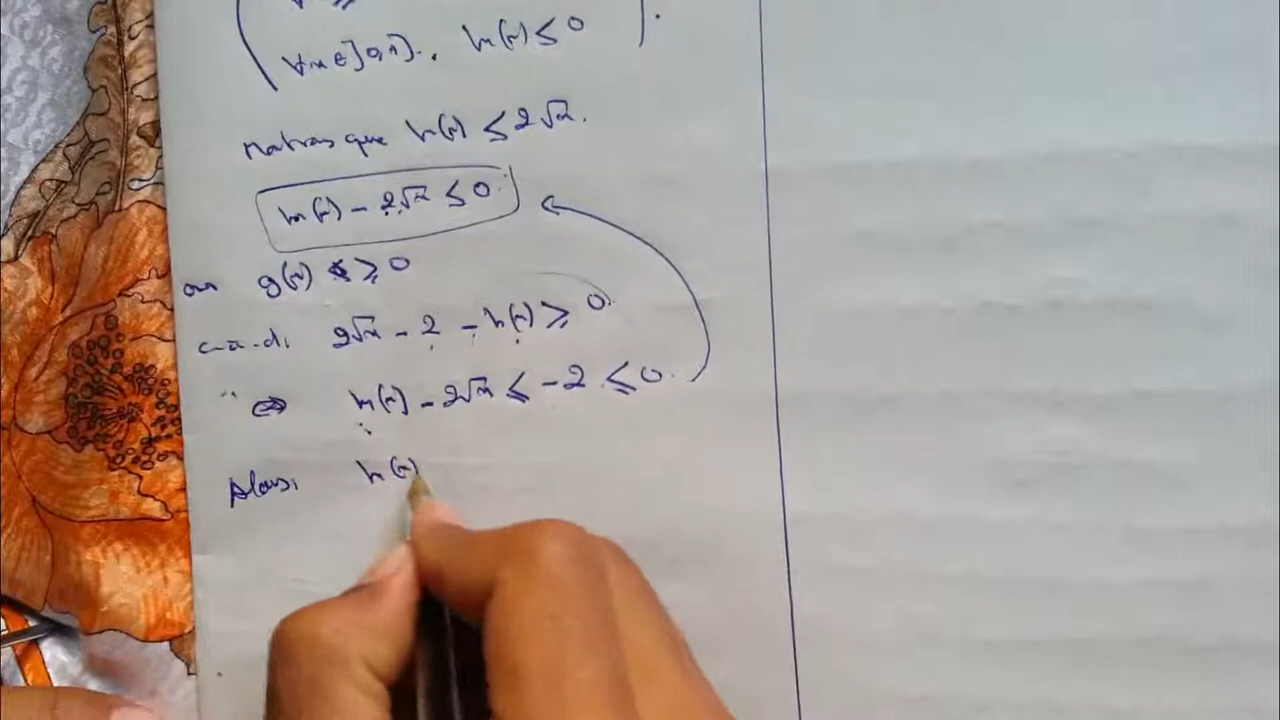 ∀x∈]0,1]. , ln(x) ≤ 0
Montrons que ln(x) ≤ 2√x.
ln(x) - 2√x ≤ 0
on g(x) ≥ 0
c-à-d: 2√x - 2 - ln(x) ≥ 0
⇔ ln(x) - 2√x ≤ -2 ≤ 0.
Alors: ln(x)